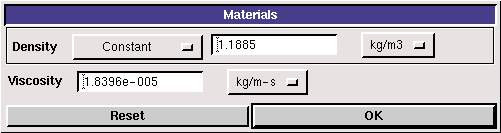 Materials
Density Constant 1.1885 kg/m3
Viscosity 1.8396e-005 kg/m-s
Reset OK